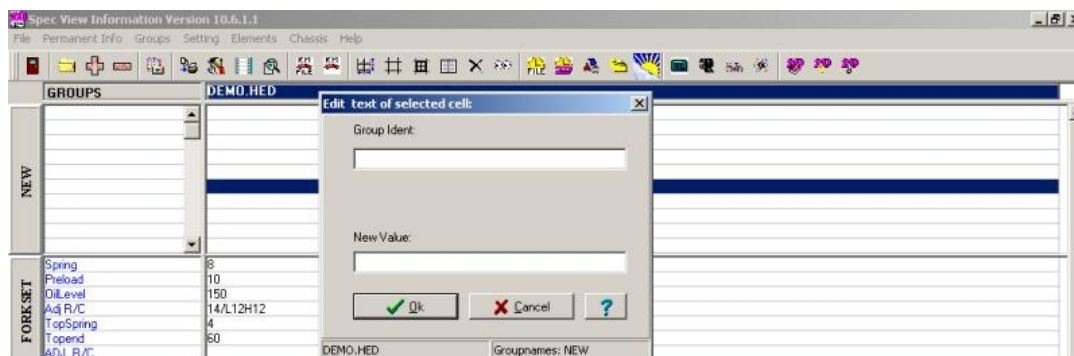 Spec View Information Version 10.6.1.1
File Permanent Info Groups Setting Elements Chassis Help
FILE
GROUPS DEMO.HED
Edit text of selected cell:
Group Ident:
NEW
New Value:
Ok Cancel ?
DEMO.HED Groupnames: NEW
FORKSET
Spring 8
Preload 10
OilLevel 150
Adj R/C 14/L12H12
TopSpring 4
Topend 60
ADJ. R/C